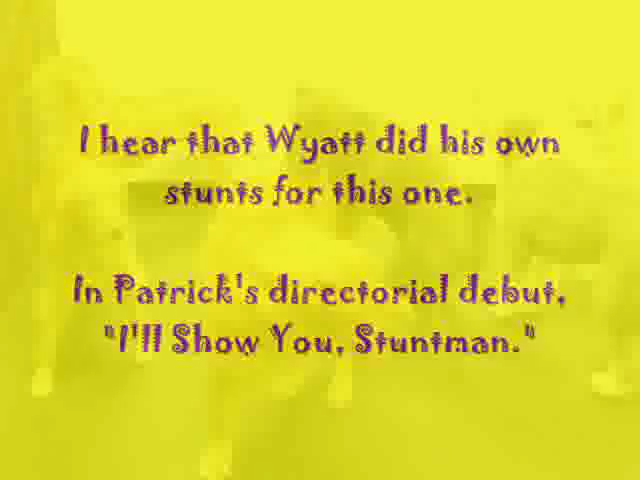 I hear that Wyatt did his own
stunts for this one.
In Patrick's directorial debut,
"I'll Show You, Stuntman."